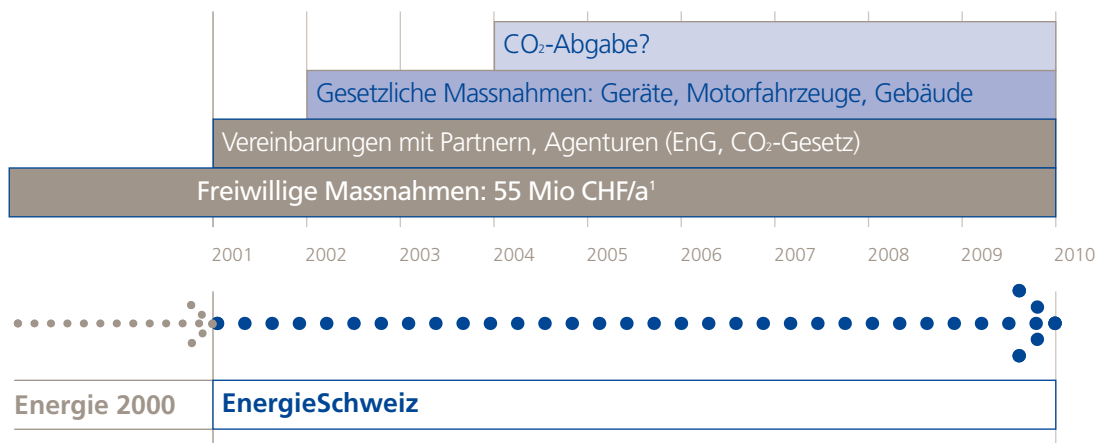 CO₂-Abgabe?
Gesetzliche Massnahmen: Geräte, Motorfahrzeuge, Gebäude
Vereinbarungen mit Partnern, Agenturen (EnG, CO₂-Gesetz)
Freiwillige Massnahmen: 55 Mio CHF/a¹
2001 2002 2003 2004 2005 2006 2007 2008 2009 2010
Energie 2000 EnergieSchweiz